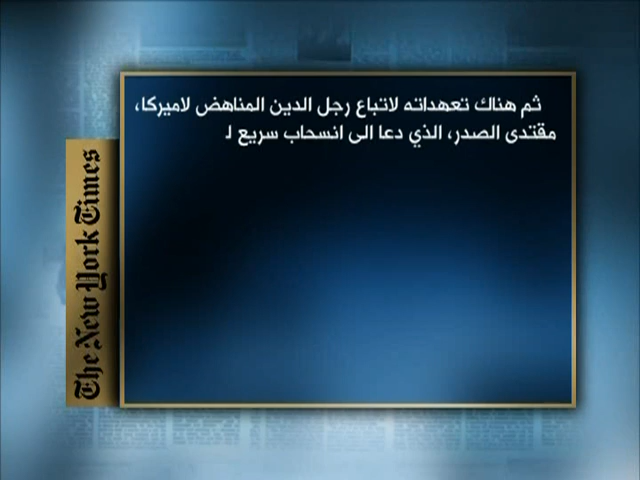 ثم هناك تعهداته لاتباع رجل الدين المناهض لاميركا،
مقتدى الصدر، الذي دعا الى انسحاب سريع لـ
The New York Times